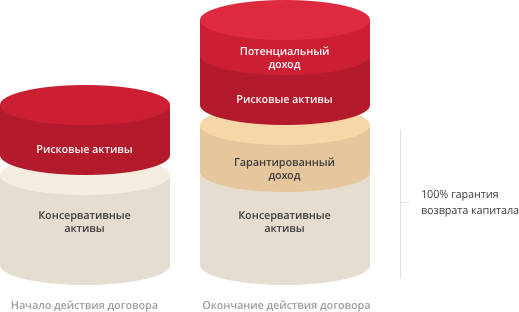 Потенциальный
доход
Рисковые активы
Рисковые активы
Гарантированный
доход
Консервативные
активы
Консервативные
активы
100% гарантия
возврата капитала
Начало действия договора
Окончание действия договора